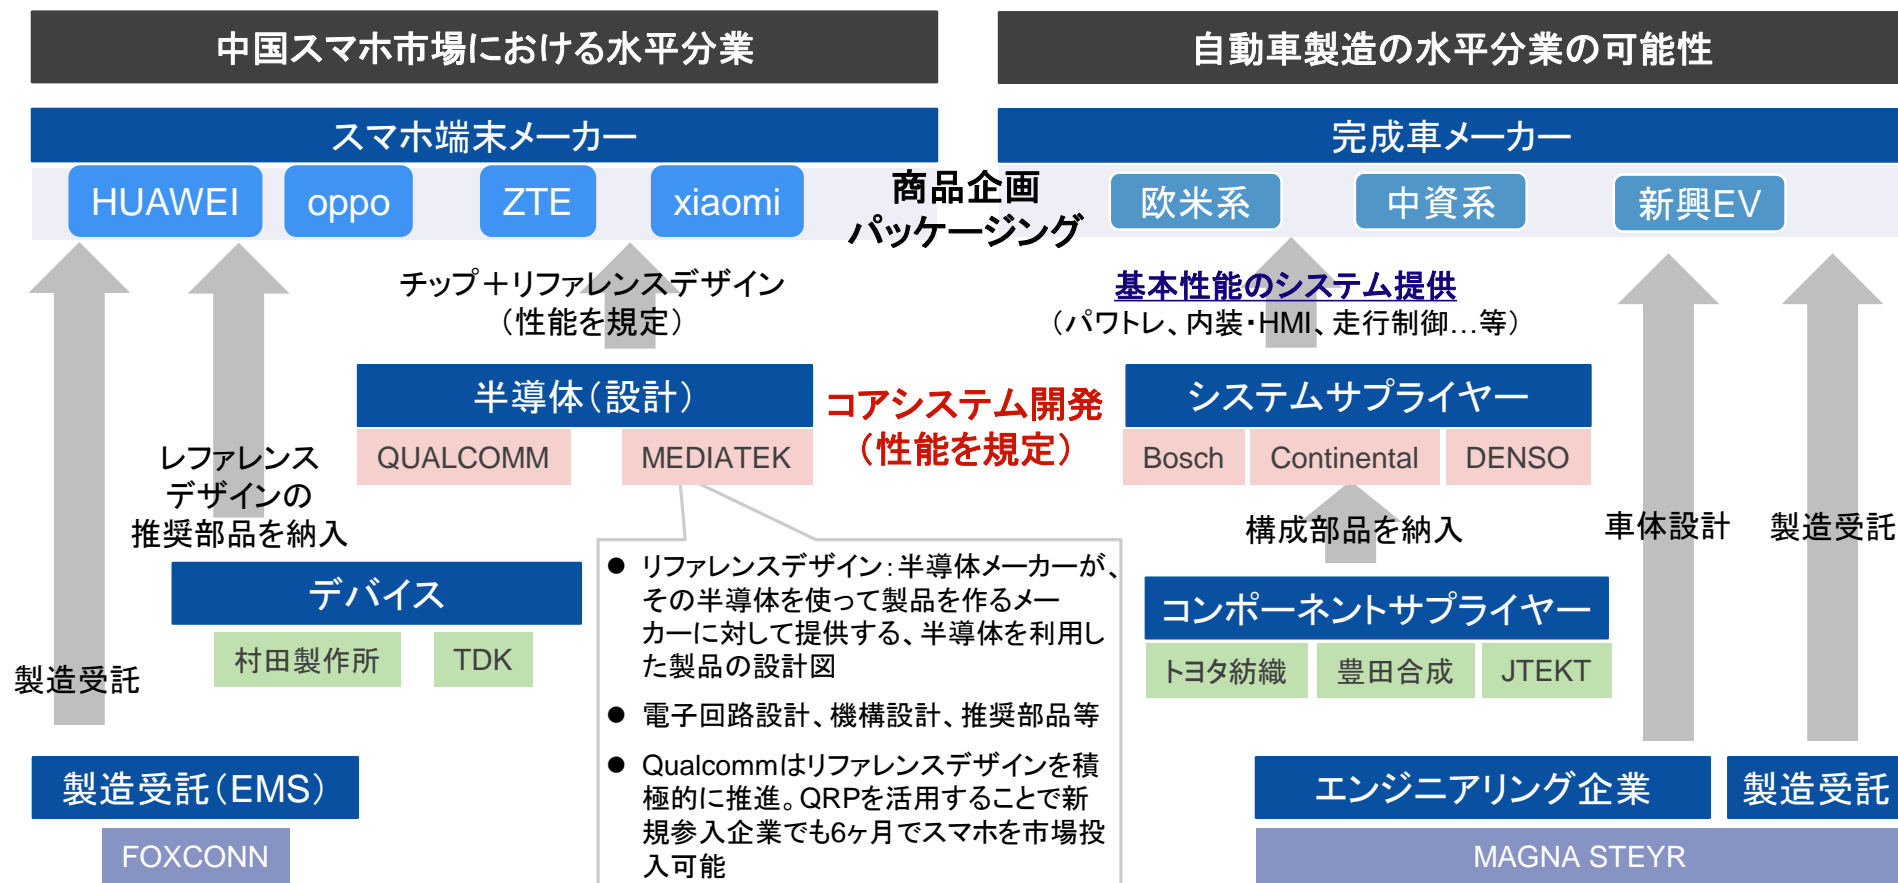 中国スマホ市場における水平分業
自動車製造の水平分業の可能性
スマホ端末メーカー
完成車メーカー
HUAWEI
oppo
ZTE
xiaomi
商品企画
パッケージング
欧米系
中資系
新興EV
チップ＋リファレンスデザイン
（性能を規定）
基本性能のシステム提供
（パワトレ、内装・HMI、走行制御…等）
半導体（設計）
QUALCOMM
MEDIATEK
コアシステム開発
（性能を規定）
システムサプライヤー
Bosch
Continental
DENSO
レファレンス
デザインの
推奨部品を納入
構成部品を納入
車体設計
製造受託
デバイス
村田製作所
TDK
製造受託
● リファレンスデザイン：半導体メーカーが、
その半導体を使って製品を作るメー
カーに対して提供する、半導体を利用し
た製品の設計図
● 電子回路設計、機構設計、推奨部品等
● Qualcommはリファレンスデザインを積
極的に推進。QRPを活用することで新
規参入企業でも6ヶ月でスマホを市場投
入可能
コンポーネントサプライヤー
トヨタ紡織
豊田合成
JTEKT
製造受託（EMS）
FOXCONN
エンジニアリング企業
製造受託
MAGNA STEYR